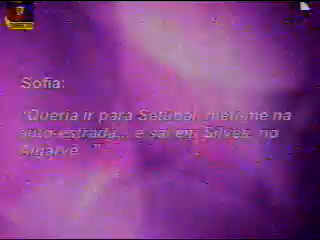 Sofia:
"Queria ir para Setúbal, meti-me na
auto-estrada... e saí em Silves, no
Algarve..."